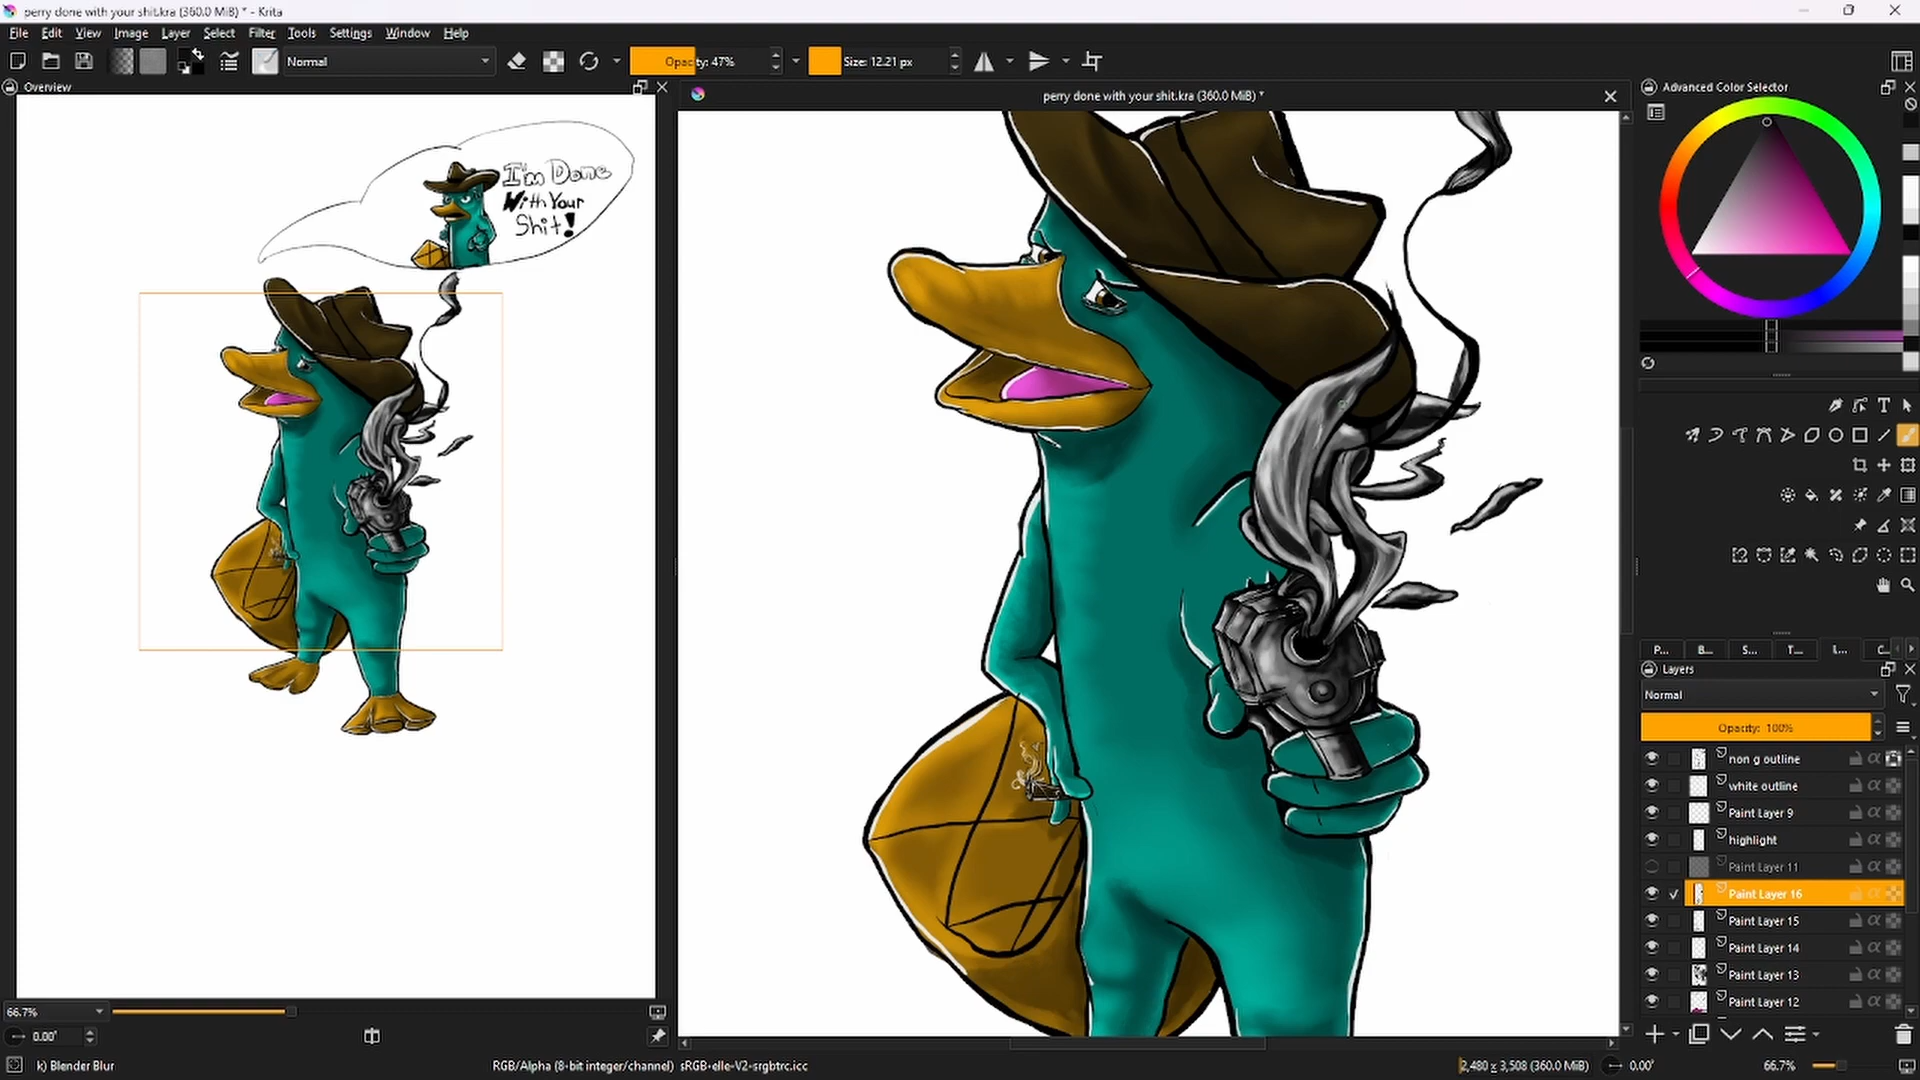 perry done with your shit.kra (360.0 MiB) * - Krita
File Edit View Image Layer Select Filter Tools Settings Window Help
Normal
Opacity: 47%
Size: 12.21 px
Overview
perry done with your shit.kra (360.0 MiB) *
Advanced Color Selector
I'm Done
With Your
Shit!
P...
B...
S...
T...
Layers
Normal
Opacity: 100%
non g outline
white outline
Paint Layer 9
highlight
Paint Layer 11
Paint Layer 16
Paint Layer 15
Paint Layer 14
Paint Layer 13
Paint Layer 12
66.7%
0.00°
k) Blender Blur
RGB/Alpha (8-bit integer/channel) sRGB-elle-V2-srgbtrc.icc
2,480 x 3,508 (360.0 MiB)
0.00°
66.7%